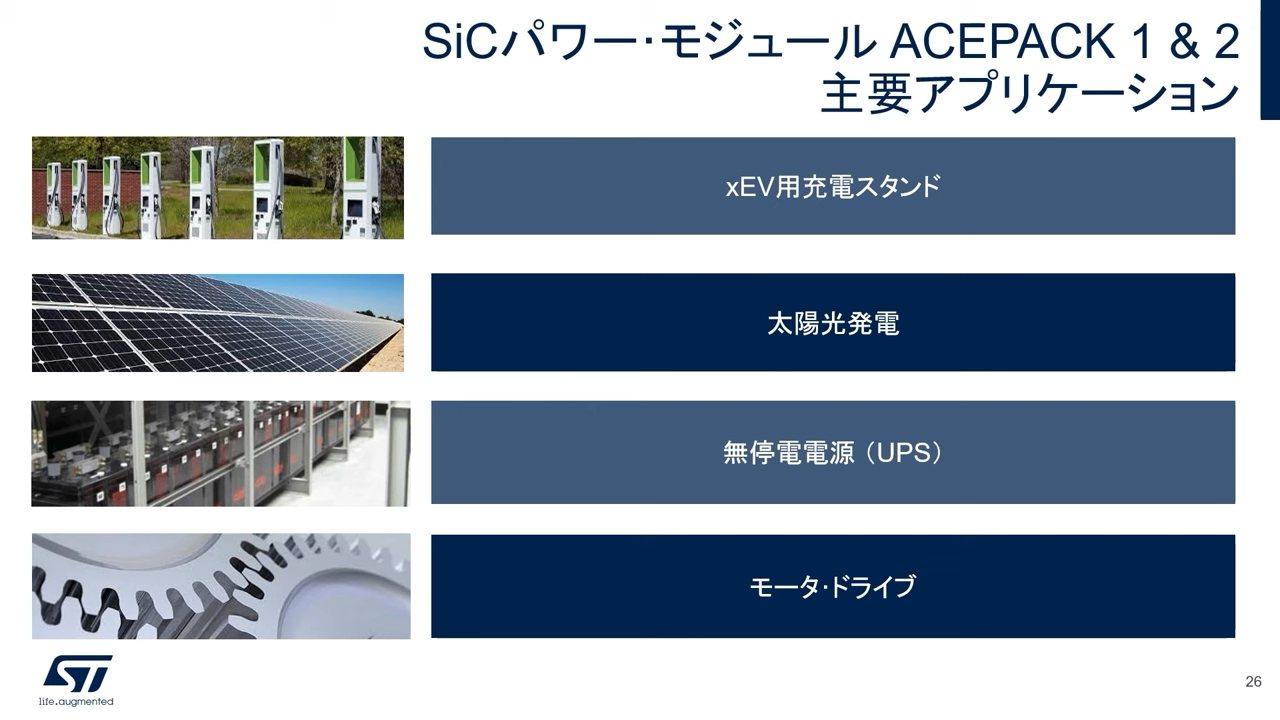 SiCパワー・モジュール ACEPACK 1 & 2
主要アプリケーション
xEV用充電スタンド
太陽光発電
無停電電源（UPS）
モータ・ドライブ
ST
life.augmented
26